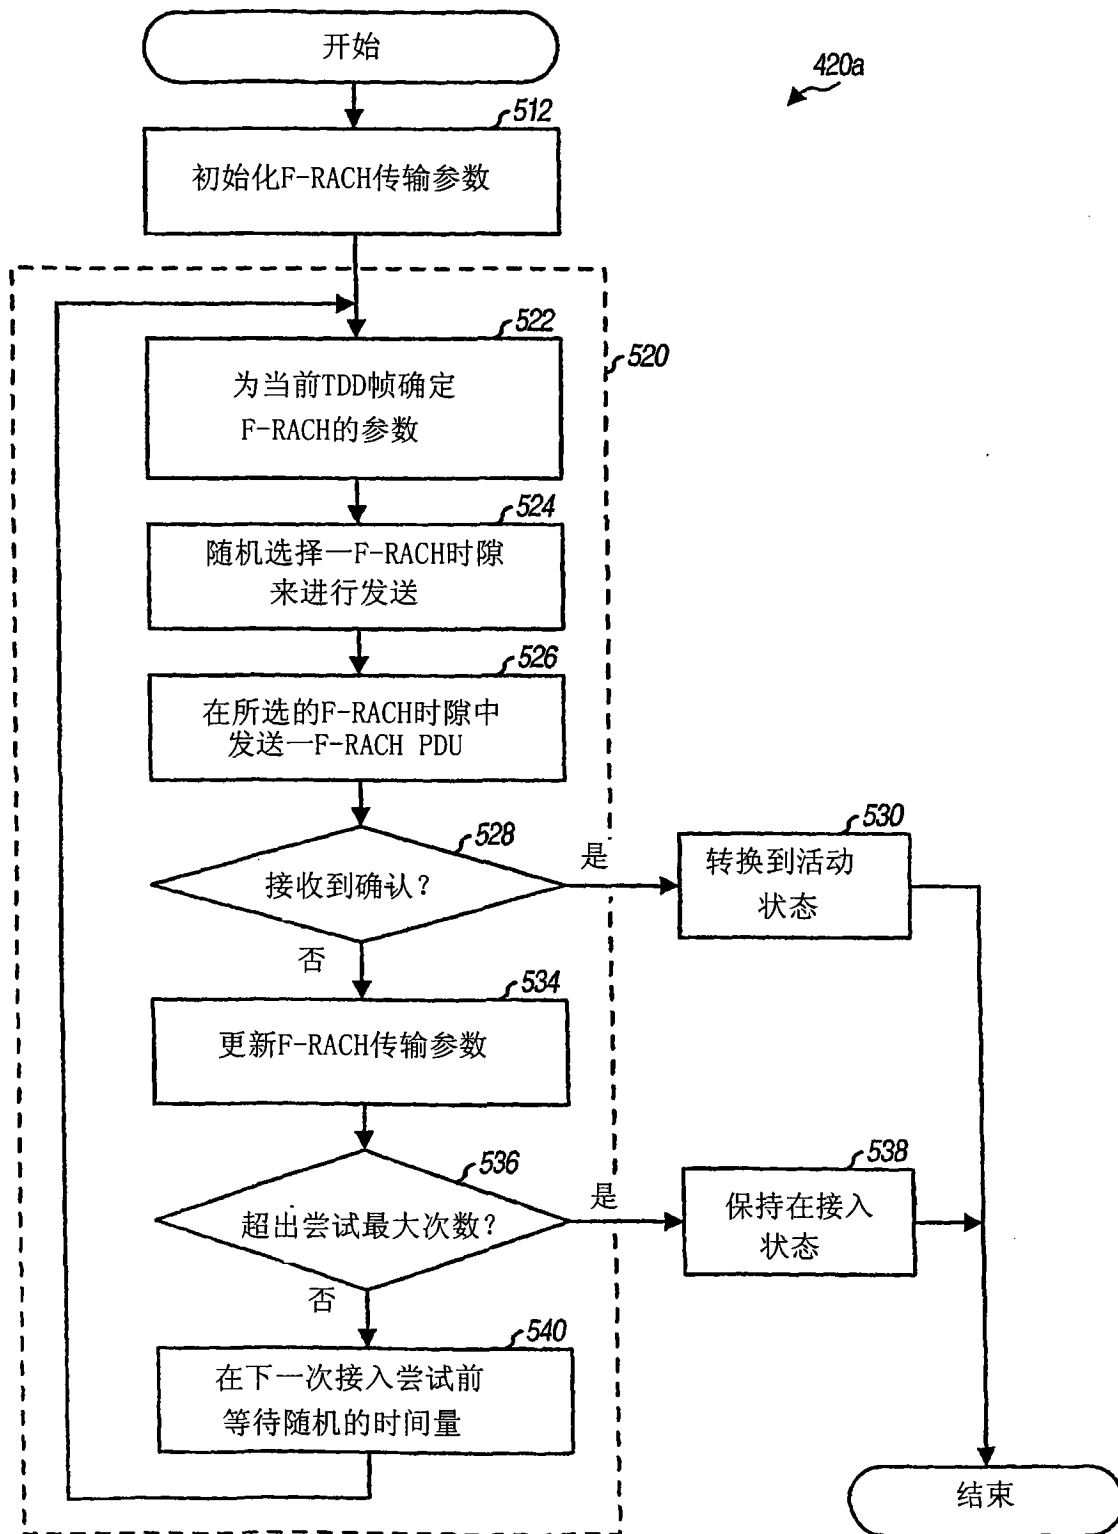 开始
420a
512
初始化F-RACH传输参数
522
520
为当前TDD帧确定
F-RACH的参数
524
随机选择一F-RACH时隙
来进行发送
526
在所选的F-RACH时隙中
发送一F-RACH PDU
528
接收到确认?
是
530
转换到活动
状态
否
534
更新F-RACH传输参数
536
超出尝试最大次数?
是
538
保持在接入
状态
否
540
在下一次接入尝试前
等待随机的时间量
结束